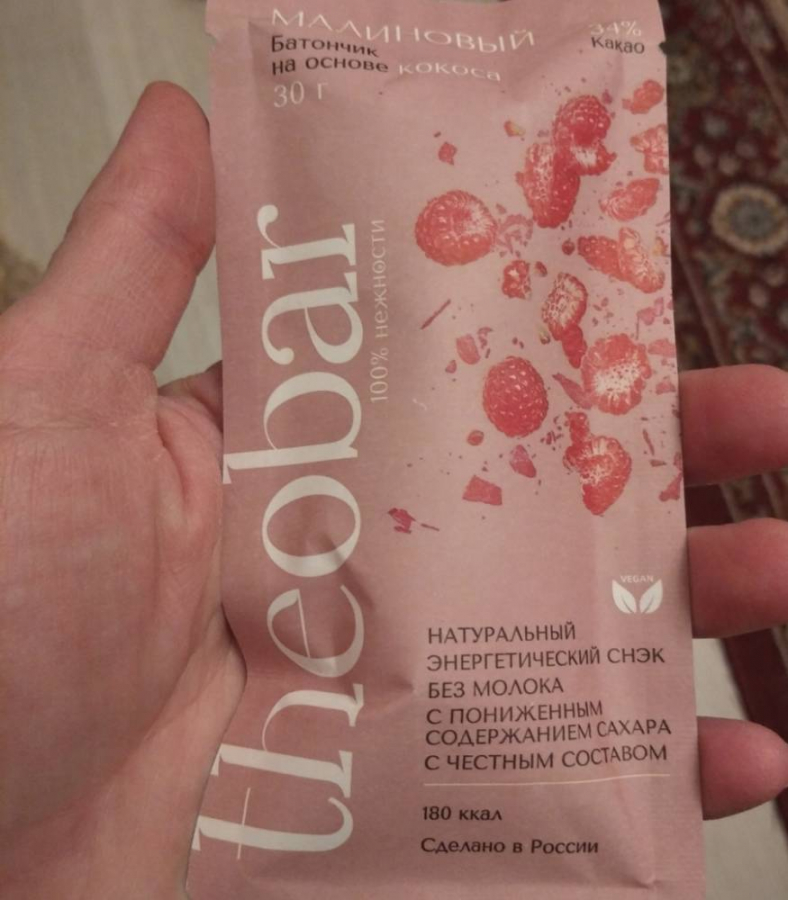 МАЛИНОВЫЙ
Батончик
на основе кокоса
30 г
34%
Какао
theobar
100% нежности
VEGAN
НАТУРАЛЬНЫЙ
ЭНЕРГЕТИЧЕСКИЙ СНЭК
БЕЗ МОЛОКА
С ПОНИЖЕННЫМ
СОДЕРЖАНИЕМ САХАРА
С ЧЕСТНЫМ СОСТАВОМ
180 ккал
Сделано в России